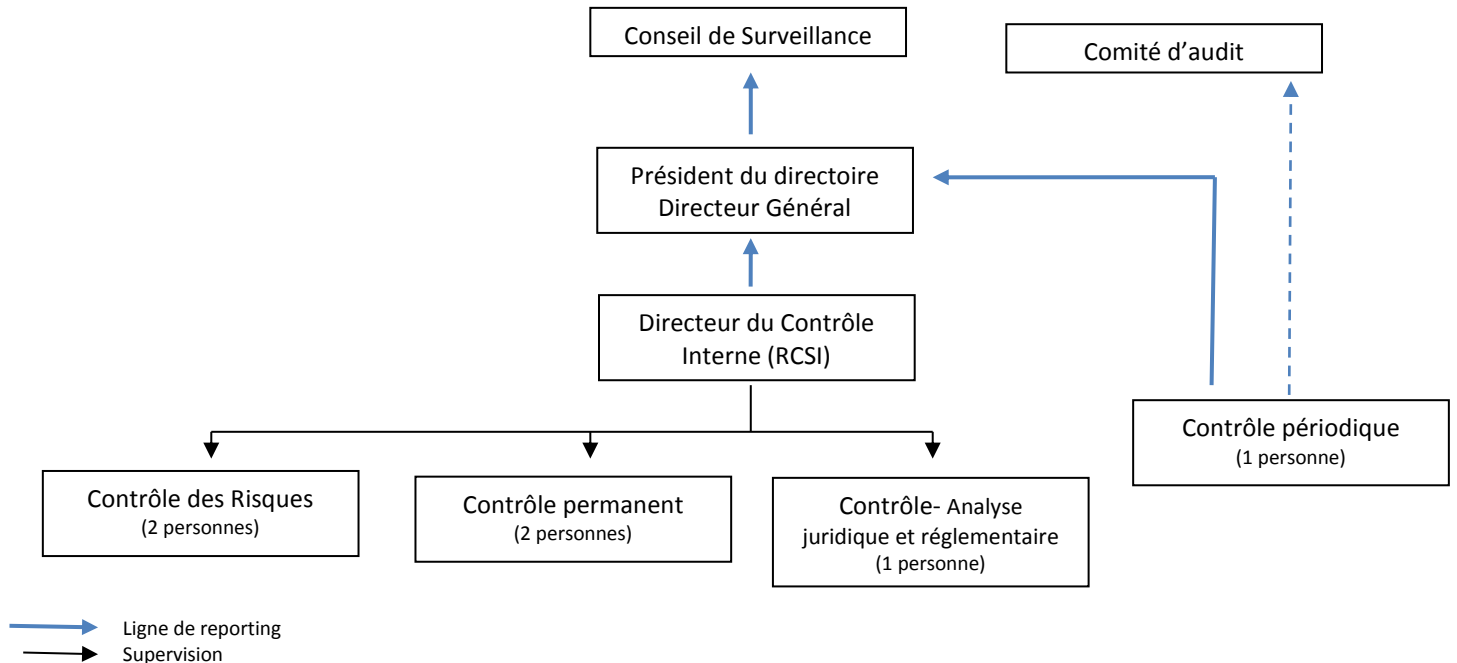 Conseil de Surveillance
Comité d’audit
Président du directoire
Directeur Général
Directeur du Contrôle
Interne (RCSI)
Contrôle périodique
(1 personne)
Contrôle des Risques
(2 personnes)
Contrôle permanent
(2 personnes)
Contrôle- Analyse
juridique et réglementaire
(1 personne)
Ligne de reporting
Supervision